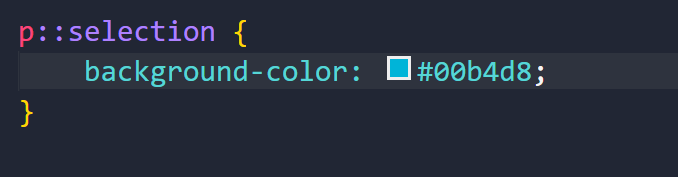 p::selection {
    background-color: #00b4d8;
}